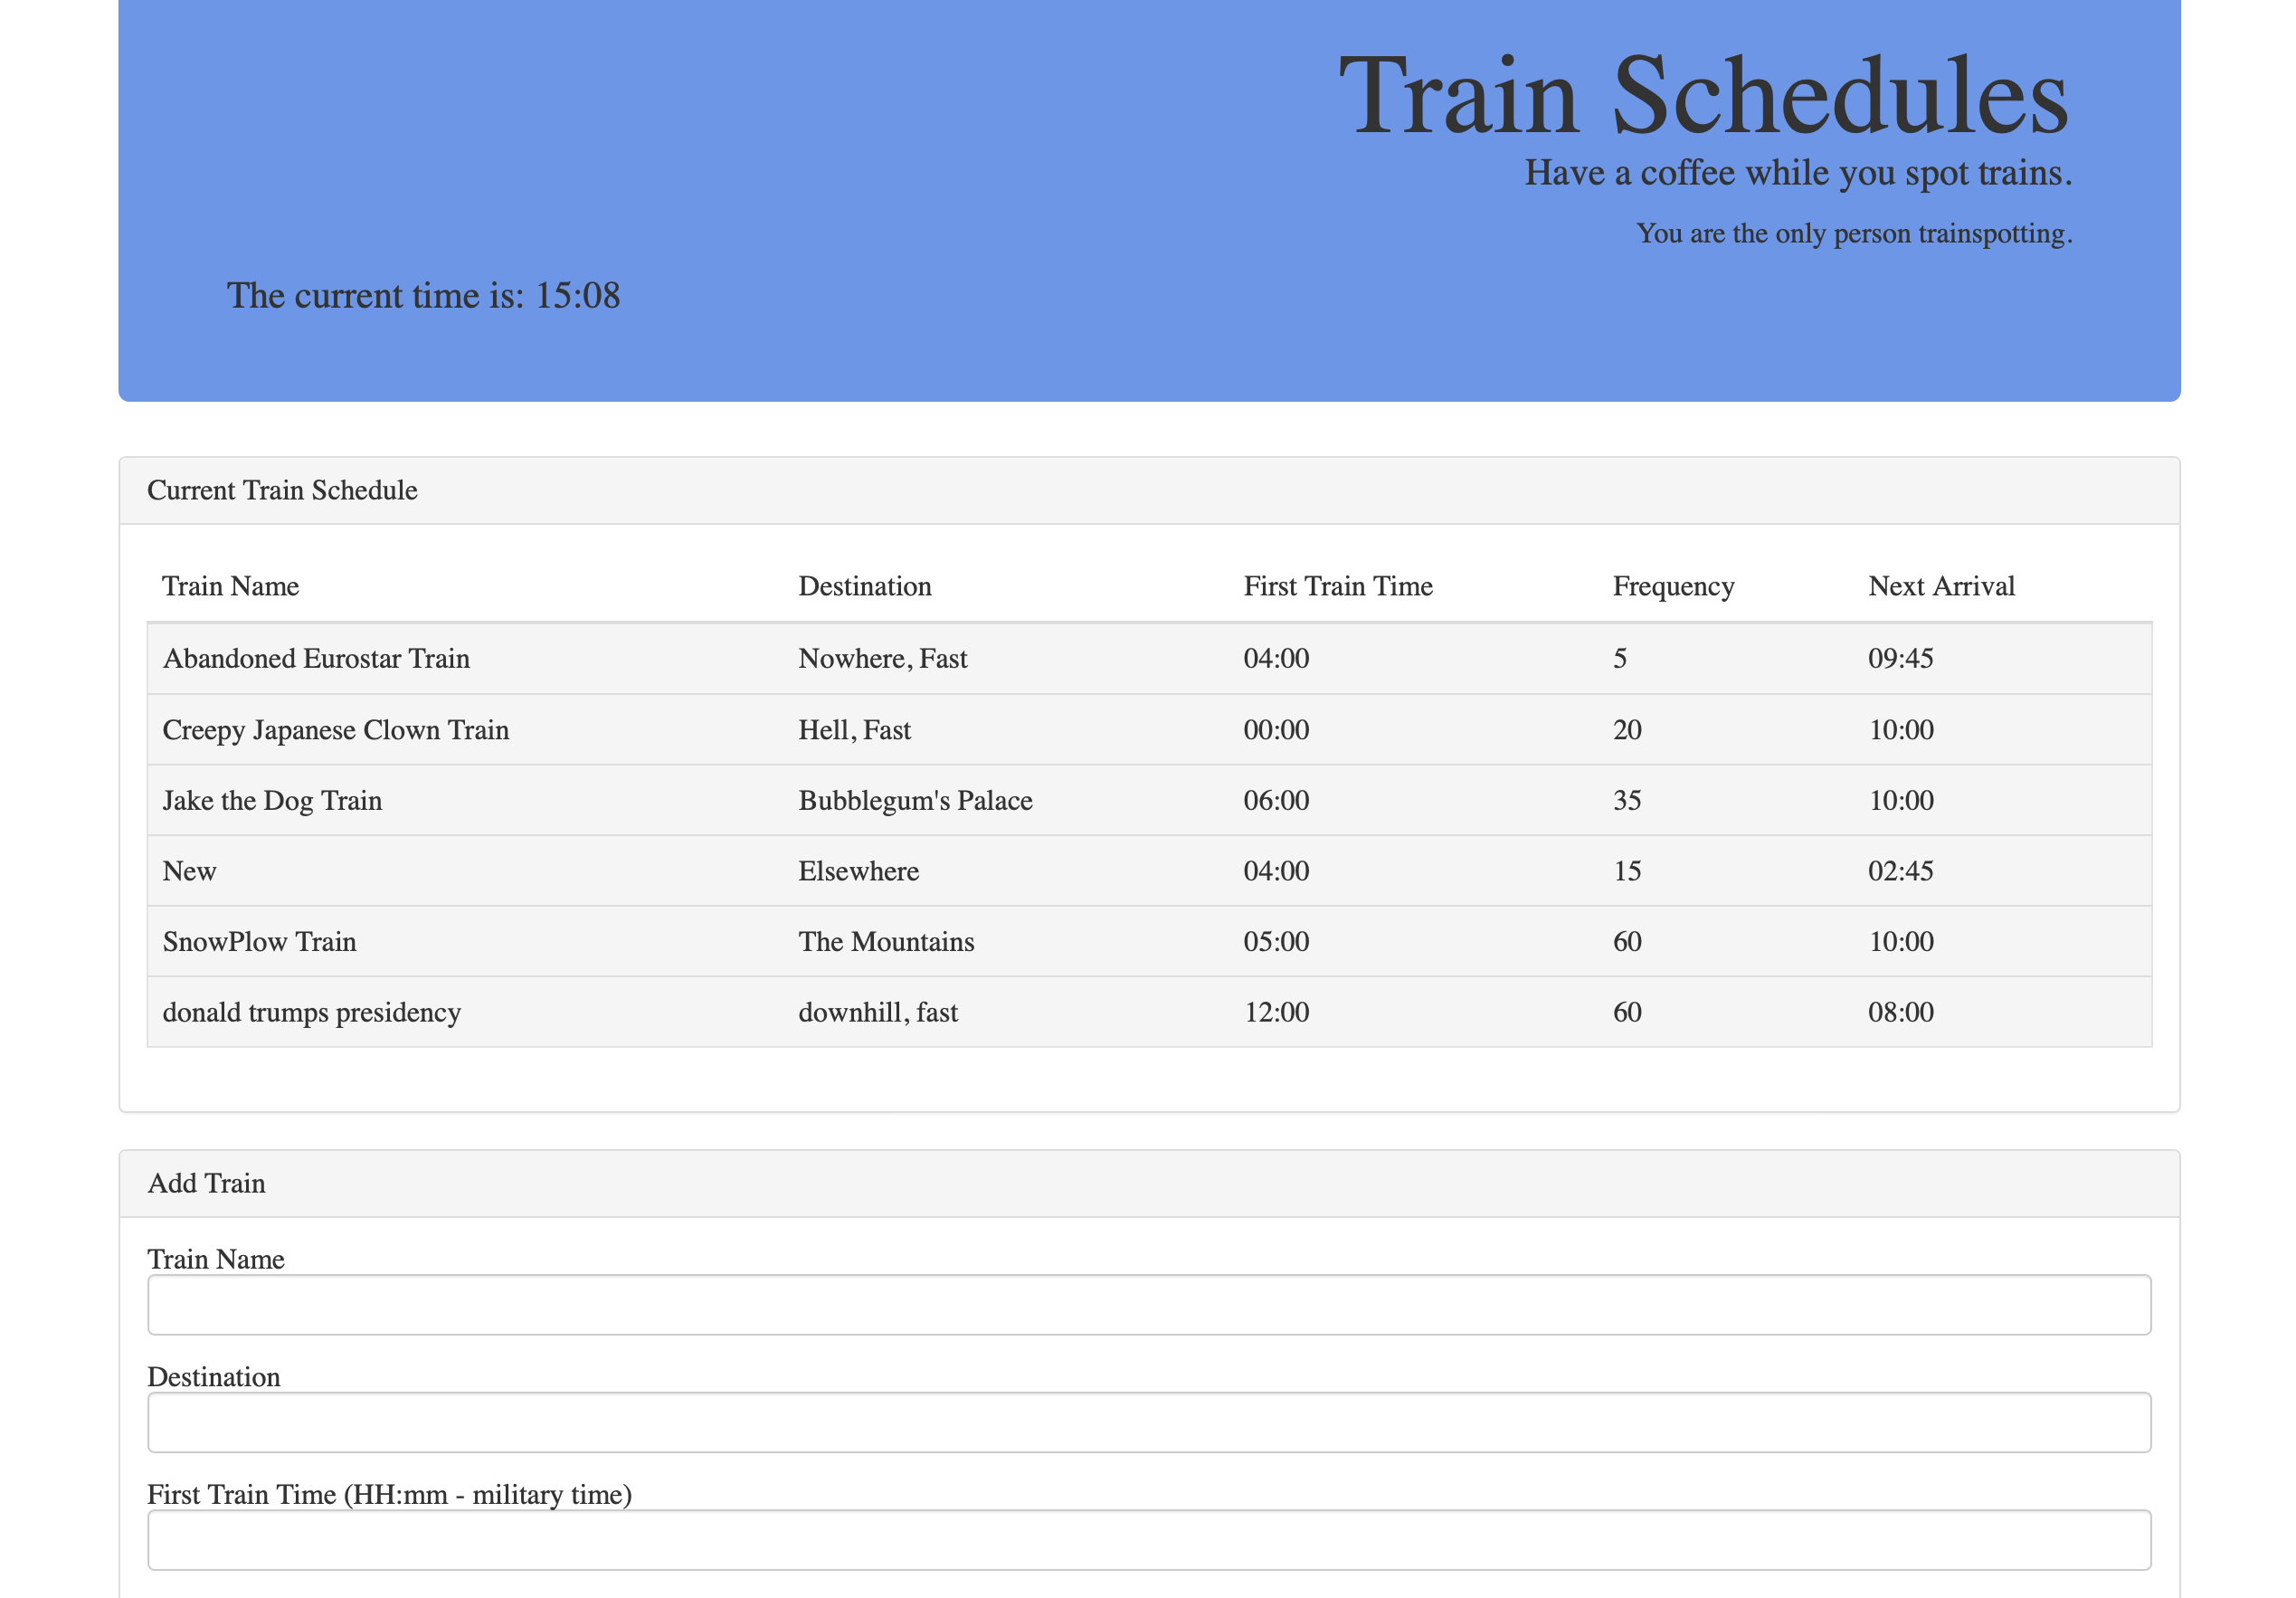 Train Schedules
Have a coffee while you spot trains.
You are the only person trainspotting.
The current time is: 15:08
Current Train Schedule
Train Name Destination First Train Time Frequency Next Arrival
Abandoned Eurostar Train Nowhere, Fast 04:00 5 09:45
Creepy Japanese Clown Train Hell, Fast 00:00 20 10:00
Jake the Dog Train Bubblegum's Palace 06:00 35 10:00
New Elsewhere 04:00 15 02:45
SnowPlow Train The Mountains 05:00 60 10:00
donald trumps presidency downhill, fast 12:00 60 08:00
Add Train
Train Name
Destination
First Train Time (HH:mm - military time)